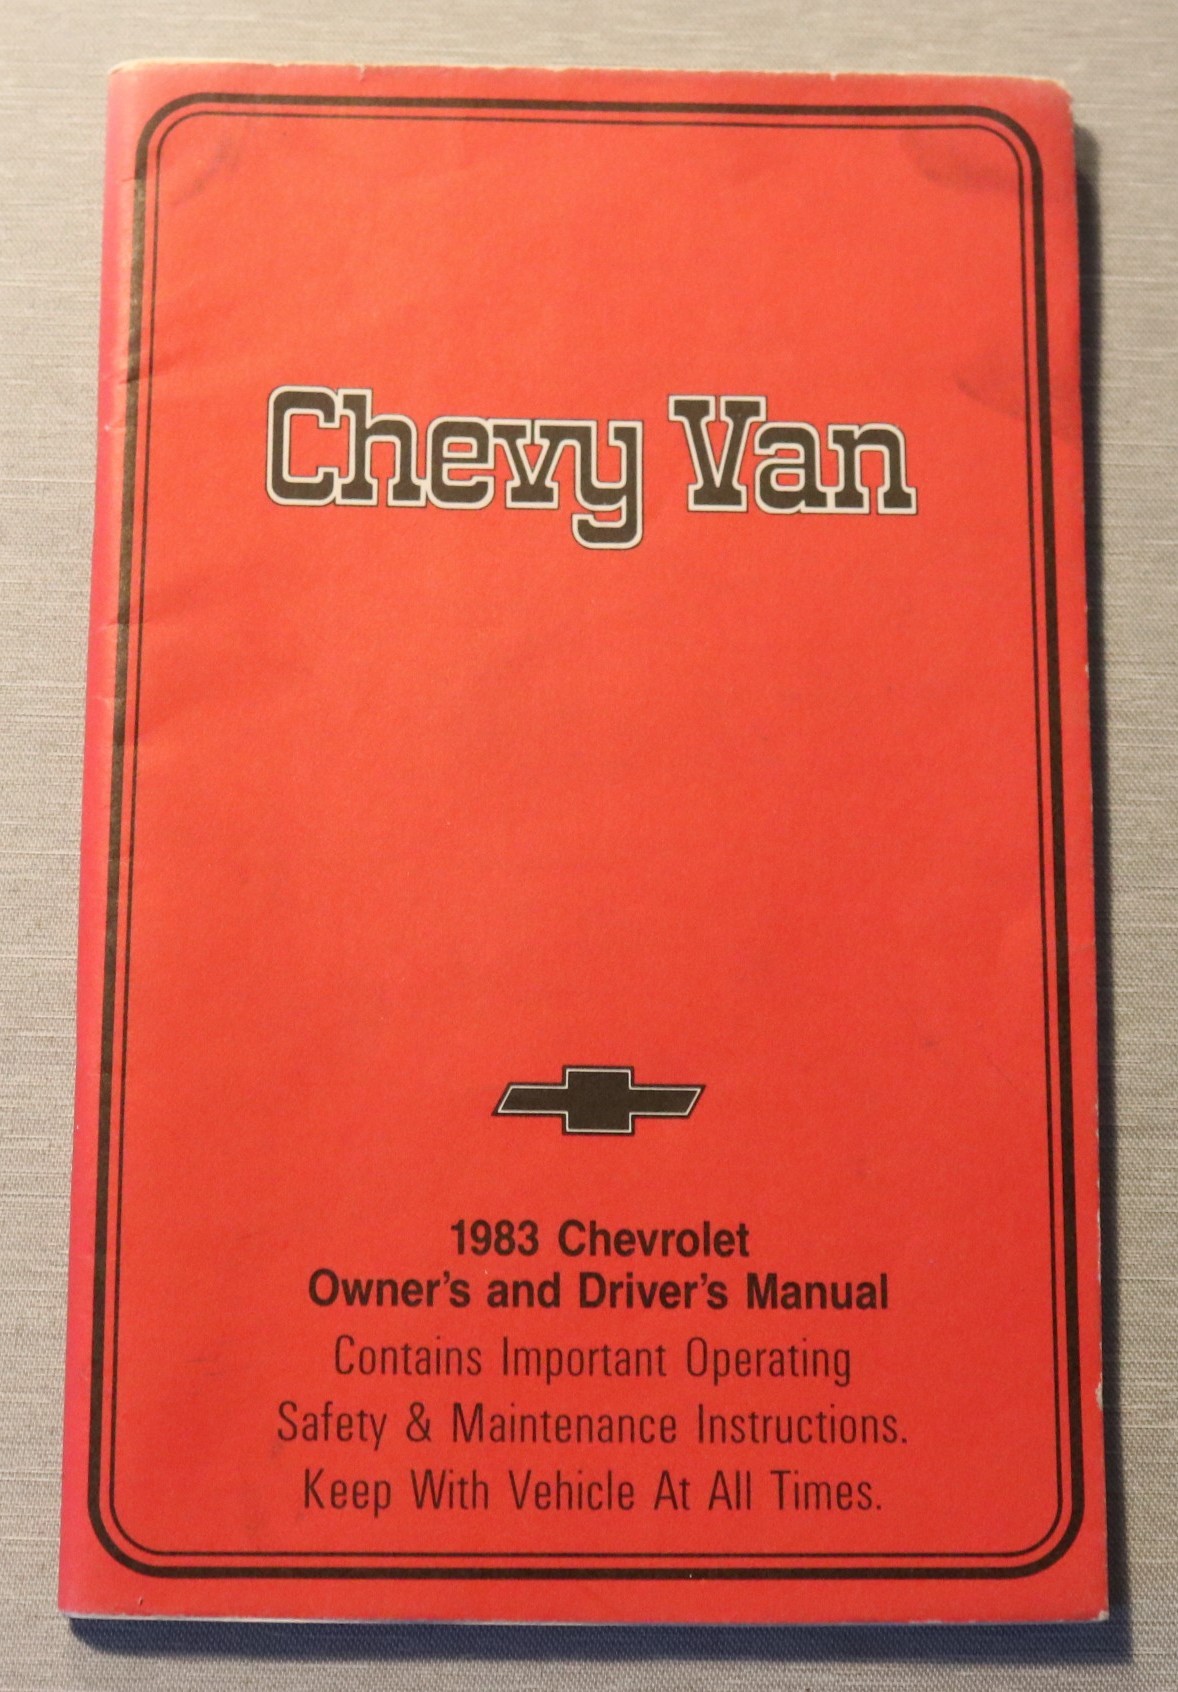 Chevy Van
1983 Chevrolet
Owner's and Driver's Manual
Contains Important Operating
Safety & Maintenance Instructions.
Keep With Vehicle At All Times.